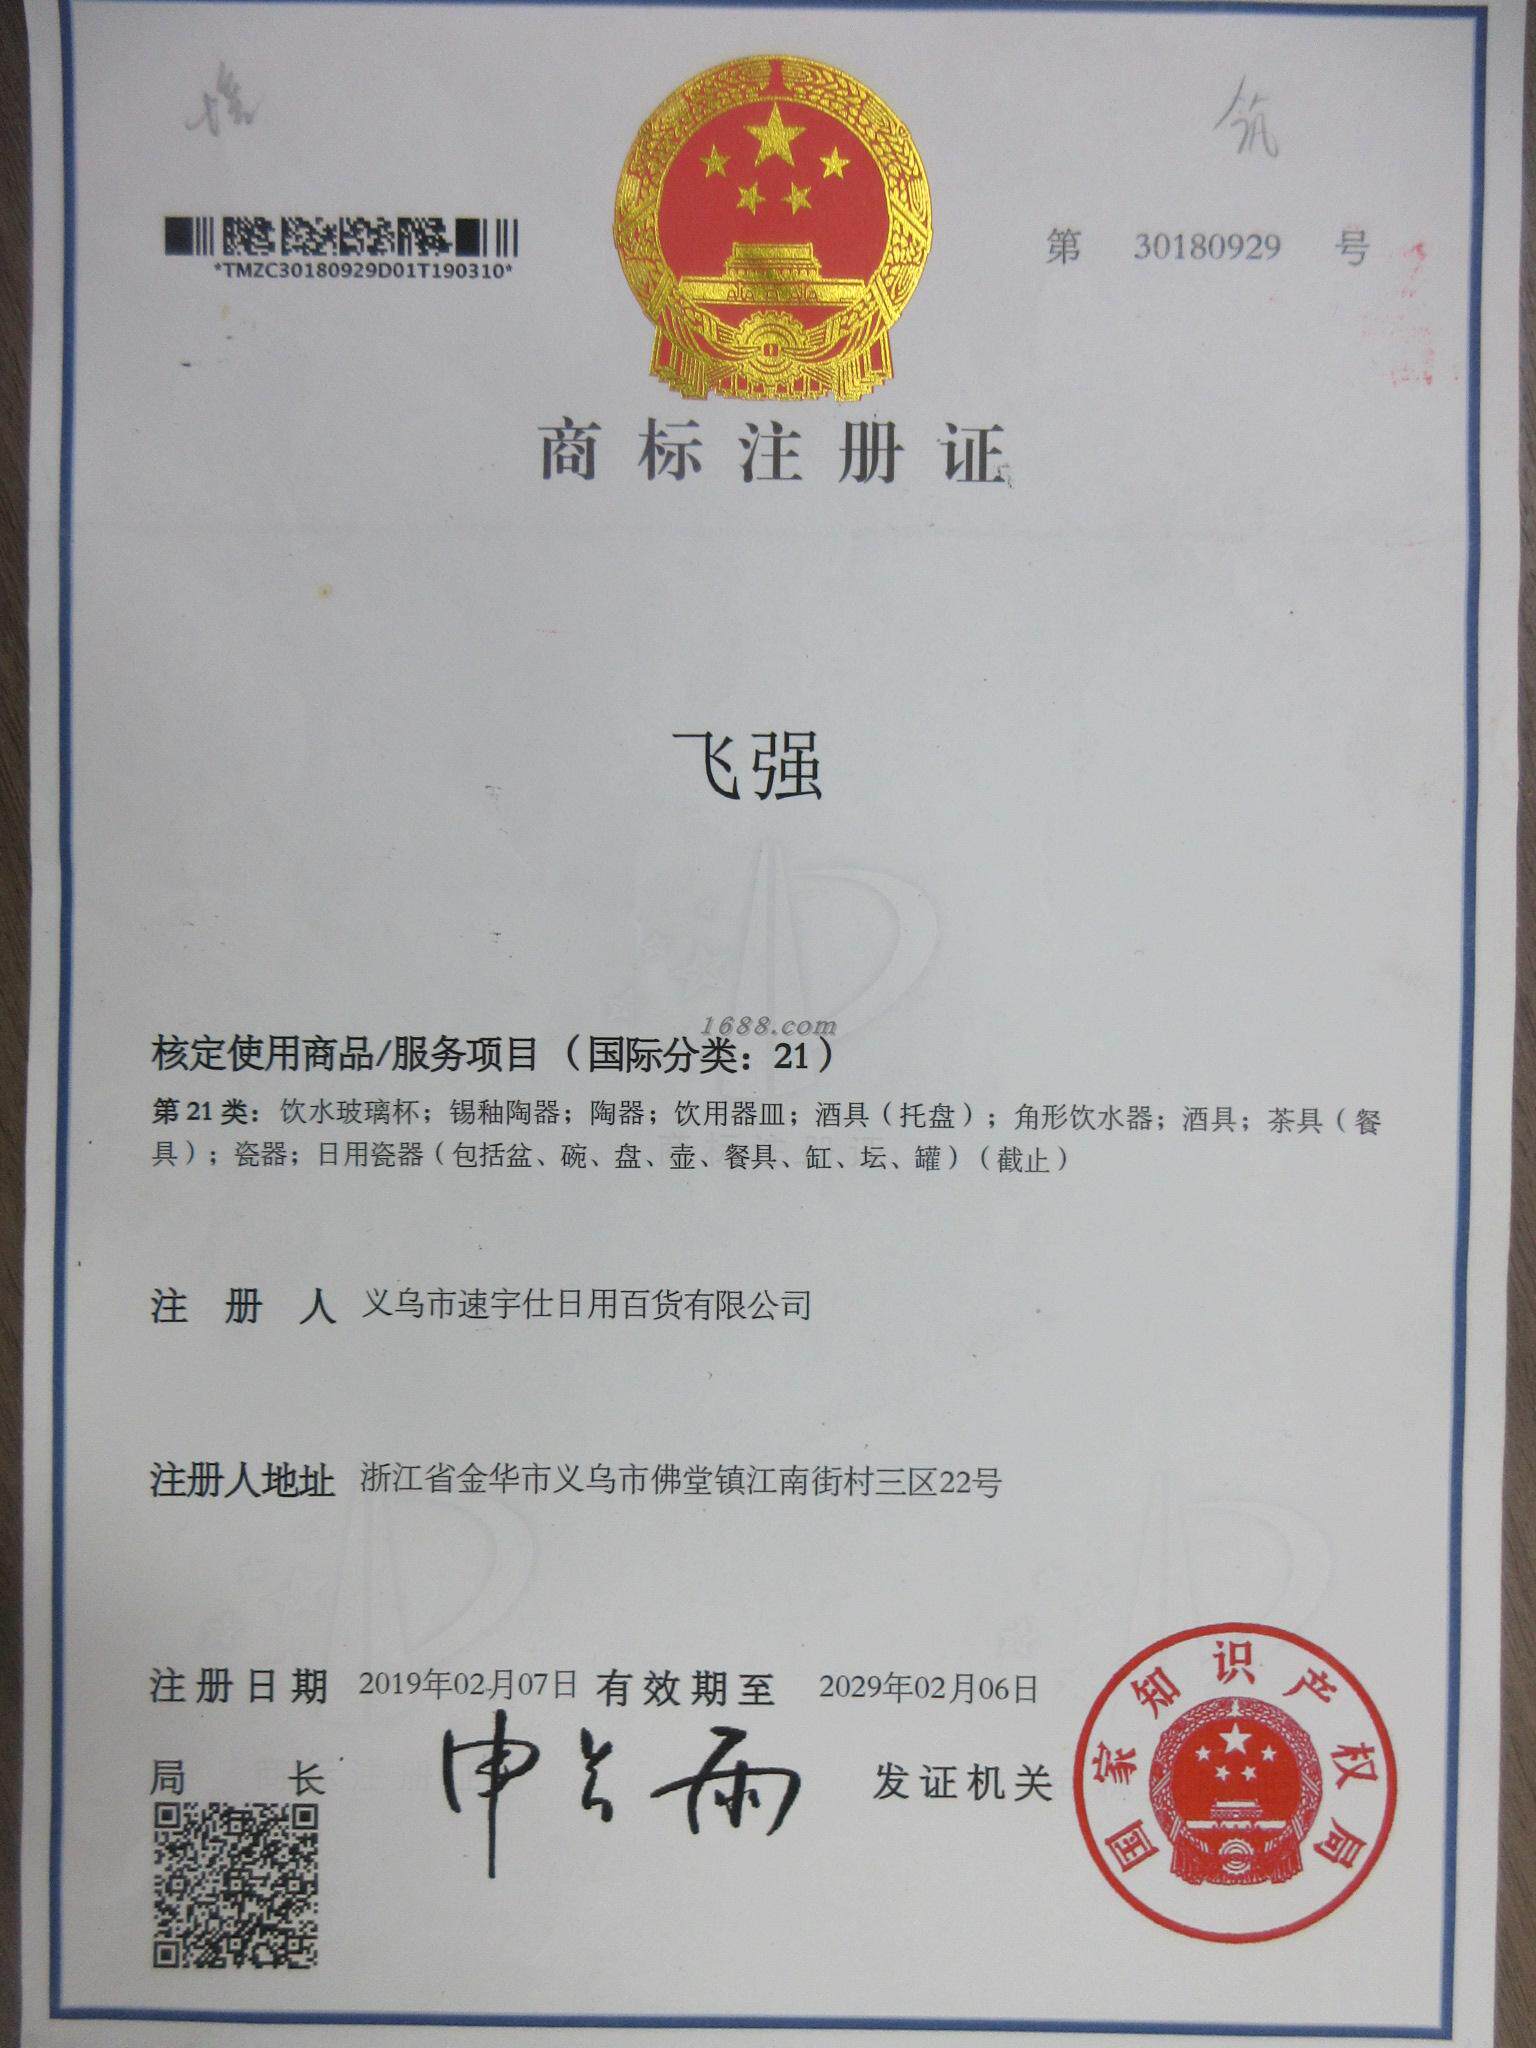 *TMZC30180929D01T190310*
第 30180929 号
商标注册证
飞强
1688.com
核定使用商品/服务项目（国际分类：21）
第 21 类：饮水玻璃杯；锡釉陶器；陶器；饮用器皿；酒具（托盘）；角形饮水器；酒具；茶具（餐
具）；瓷器；日用瓷器（包括盆、碗、盘、壶、餐具、缸、坛、罐）（截止）
注册人 义乌市速宇仕日用百货有限公司
注册人地址 浙江省金华市义乌市佛堂镇江南街村三区22号
注册日期 2019年02月07日 有效期至 2029年02月06日
局长 申长雨 发证机关
国家知识产权局